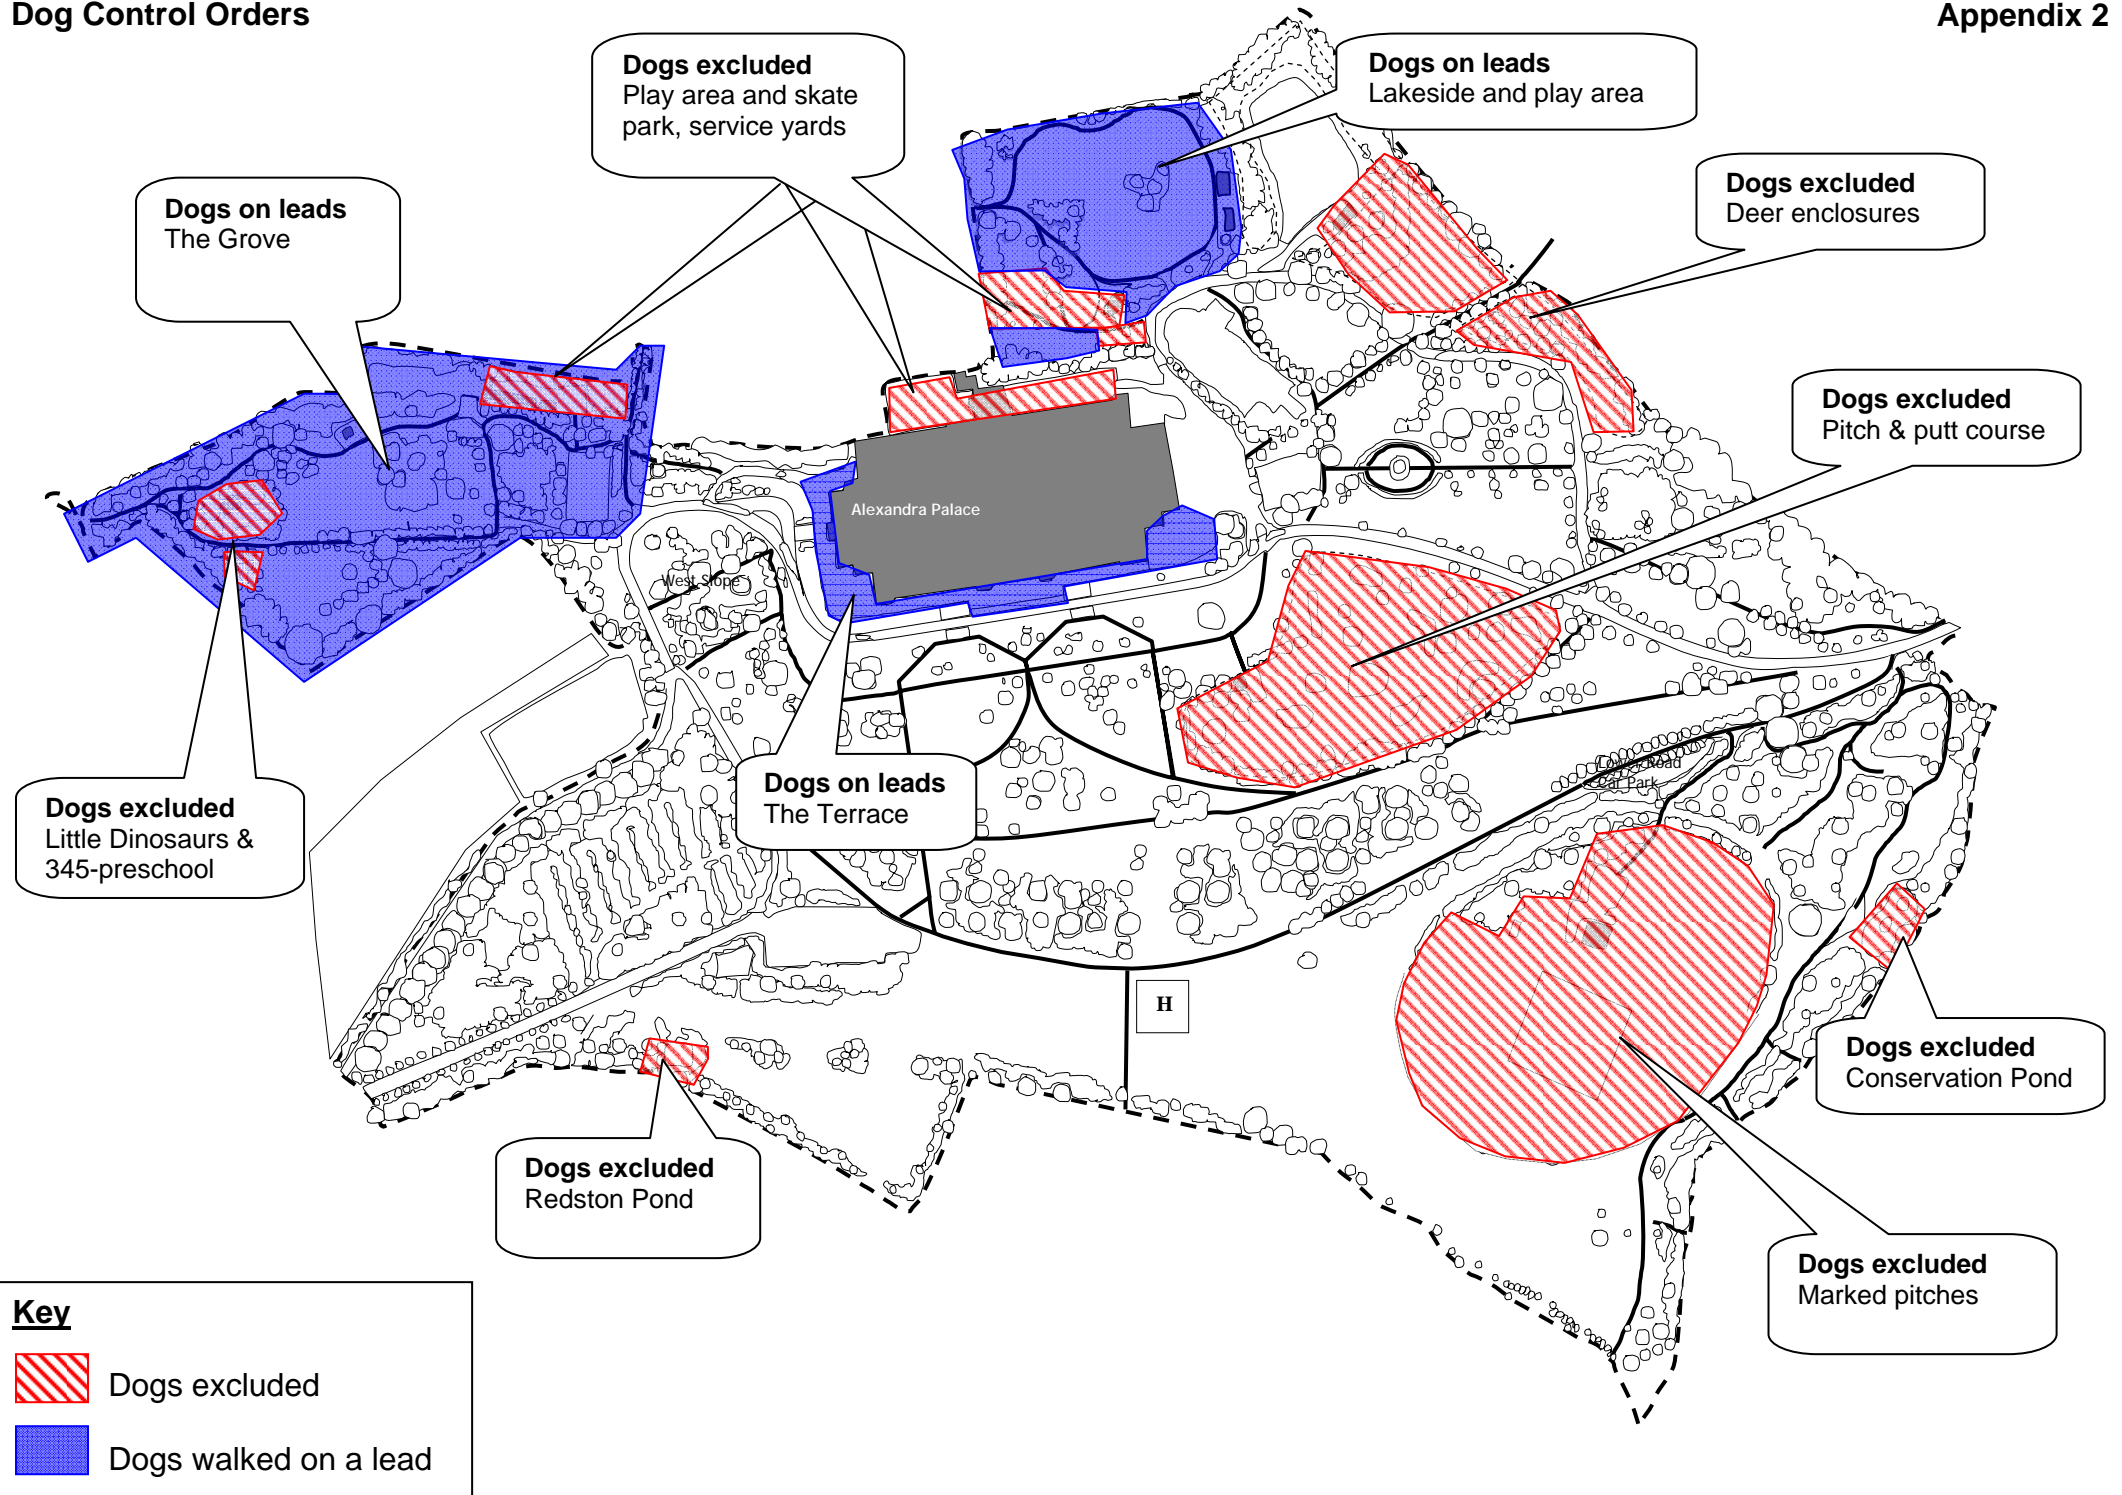 Dog Control Orders
Appendix 2
Dogs excluded
Play area and skate
park, service yards
Dogs on leads
Lakeside and play area
Dogs excluded
Deer enclosures
Dogs on leads
The Grove
Dogs excluded
Pitch & putt course
Alexandra Palace
West Slope
Lower Road
Car Park
Dogs excluded
Little Dinosaurs &
345-preschool
Dogs on leads
The Terrace
H
Dogs excluded
Conservation Pond
Dogs excluded
Redston Pond
Dogs excluded
Marked pitches
Key
Dogs excluded
Dogs walked on a lead